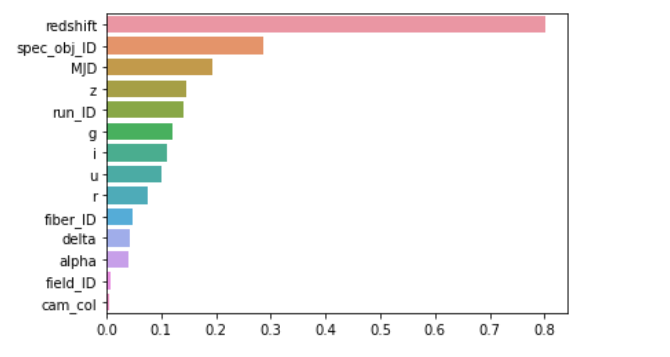 redshift
spec_obj_ID
MJD
z
run_ID
g
i
u
r
fiber_ID
delta
alpha
field_ID
cam_col
0.0 0.1 0.2 0.3 0.4 0.5 0.6 0.7 0.8